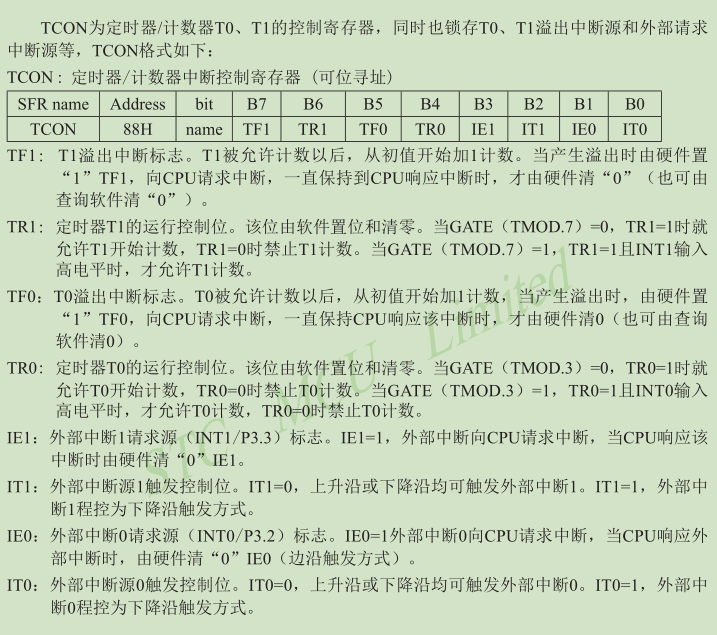 TCON为定时器/计数器T0、T1的控制寄存器，同时也锁存T0、T1溢出中断源和外部请求
中断源等，TCON格式如下：
TCON : 定时器/计数器中断控制寄存器 (可位寻址)
SFR name Address bit B7 B6 B5 B4 B3 B2 B1 B0
TCON 88H name TF1 TR1 TF0 TR0 IE1 IT1 IE0 IT0
TF1： T1溢出中断标志。T1被允许计数以后，从初值开始加1计数。当产生溢出时由硬件置
“1”TF1，向CPU请求中断，一直保持到CPU响应中断时，才由硬件清“0”（也可由
查询软件清“0”）。
TR1: 定时器T1的运行控制位。该位由软件置位和清零。当GATE（TMOD.7）=0，TR1=1时就
允许T1开始计数，TR1=0时禁止T1计数。当GATE（TMOD.7）=1，TR1=1且INT1输入
高电平时，才允许T1计数。
TF0：T0溢出中断标志。T0被允许计数以后，从初值开始加1计数，当产生溢出时，由硬件置
“1”TF0，向CPU请求中断，一直保持CPU响应该中断时，才由硬件清0（也可由查询
软件清0）。
TR0: 定时器T0的运行控制位。该位由软件置位和清零。当GATE（TMOD.3）=0，TR0=1时就
允许T0开始计数，TR0=0时禁止T0计数。当GATE（TMOD.3）=1，TR0=1且INT0输入
高电平时，才允许T0计数，TR0=0时禁止T0计数。
IE1：外部中断1请求源（INT1/P3.3）标志。IE1=1，外部中断向CPU请求中断，当CPU响应该
中断时由硬件清“0”IE1。
IT1：外部中断源1触发控制位。IT1=0，上升沿或下降沿均可触发外部中断1。IT1=1，外部中
断1程控为下降沿触发方式。
IE0：外部中断0请求源（INT0/P3.2）标志。IE0=1外部中断0向CPU请求中断，当CPU响应外
部中断时，由硬件清“0”IE0（边沿触发方式）。
IT0：外部中断源0触发控制位。IT0=0，上升沿或下降沿均可触发外部中断0。IT0=1，外部中
断0程控为下降沿触发方式。
STC MCU Limited